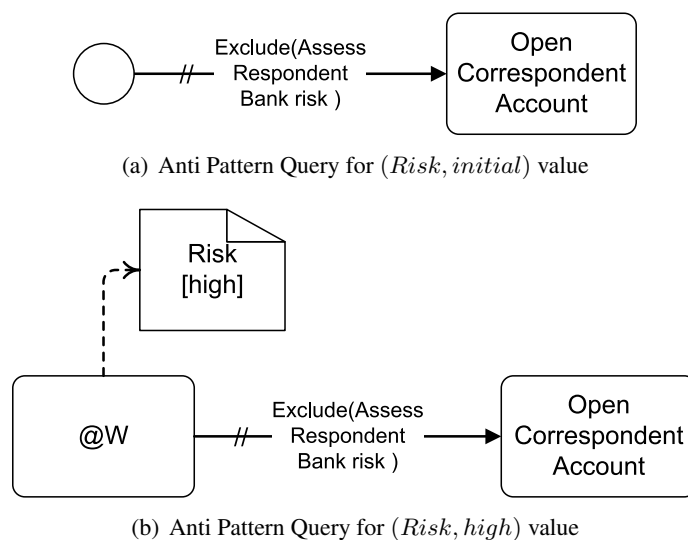 Exclude(Assess
Respondent
Bank risk )
Open
Correspondent
Account
(a) Anti Pattern Query for (Risk, initial) value
Risk
[high]
@W
Exclude(Assess
Respondent
Bank risk )
Open
Correspondent
Account
(b) Anti Pattern Query for (Risk, high) value